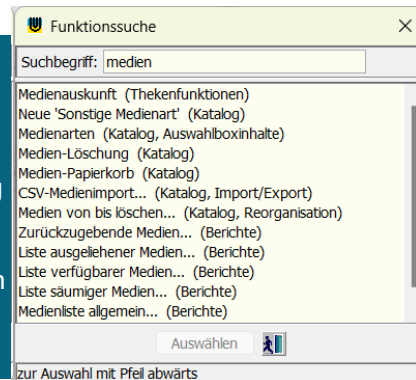 Funktionssuche
Suchbegriff: medien
Medienauskunft (Thekenfunktionen)
Neue 'Sonstige Medienart' (Katalog)
Medienarten (Katalog, Auswahlboxinhalte)
Medien-Löschung (Katalog)
Medien-Papierkorb (Katalog)
CSV-Medienimport... (Katalog, Import/Export)
Medien von bis löschen... (Katalog, Reorganisation)
Zurückzugebende Medien... (Berichte)
Liste ausgeliehener Medien... (Berichte)
Liste verfügbarer Medien... (Berichte)
Liste säumiger Medien... (Berichte)
Medienliste allgemein... (Berichte)
Auswählen
zur Auswahl mit Pfeil abwärts